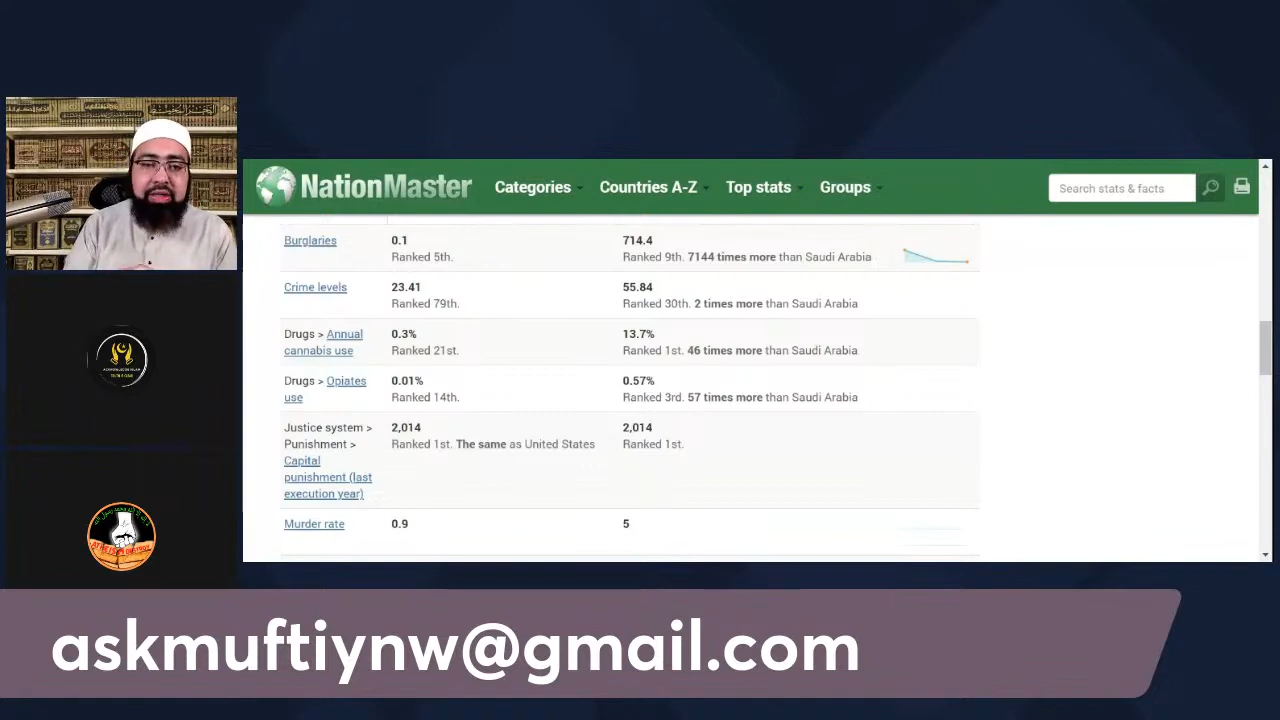 NationMaster
Categories
Countries A-Z
Top stats
Groups
Search stats & facts
Burglaries
0.1
Ranked 5th.
714.4
Ranked 9th. 7144 times more than Saudi Arabia
Crime levels
23.41
Ranked 79th.
55.84
Ranked 30th. 2 times more than Saudi Arabia
Drugs > Annual
cannabis use
0.3%
Ranked 21st.
13.7%
Ranked 1st. 46 times more than Saudi Arabia
Drugs > Opiates
use
0.01%
Ranked 14th.
0.57%
Ranked 3rd. 57 times more than Saudi Arabia
Justice system >
Punishment >
Capital
punishment (last
execution year)
2,014
Ranked 1st. The same as United States
2,014
Ranked 1st.
Murder rate
0.9
5
askmuftiynw@gmail.com